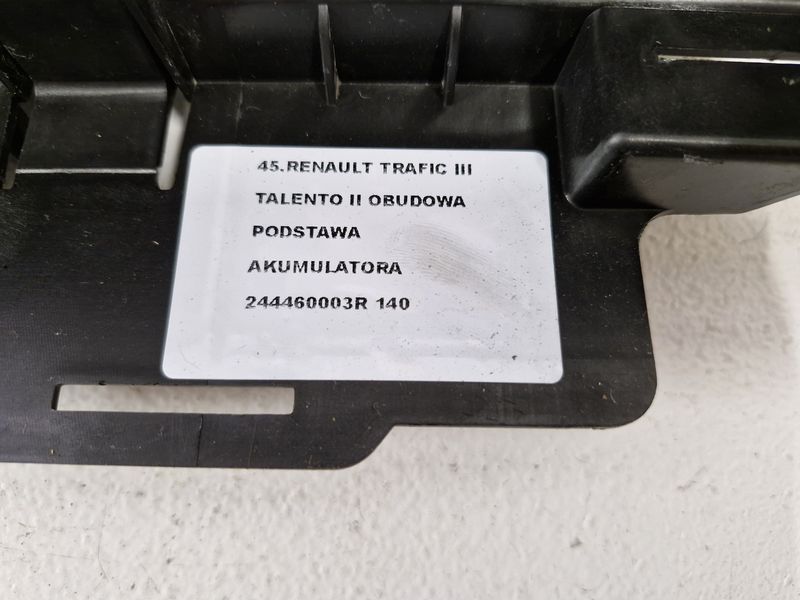 45.RENAULT TRAFIC III
TALENTO II OBUDOWA
PODSTAWA
AKUMULATORA
244460003R 140